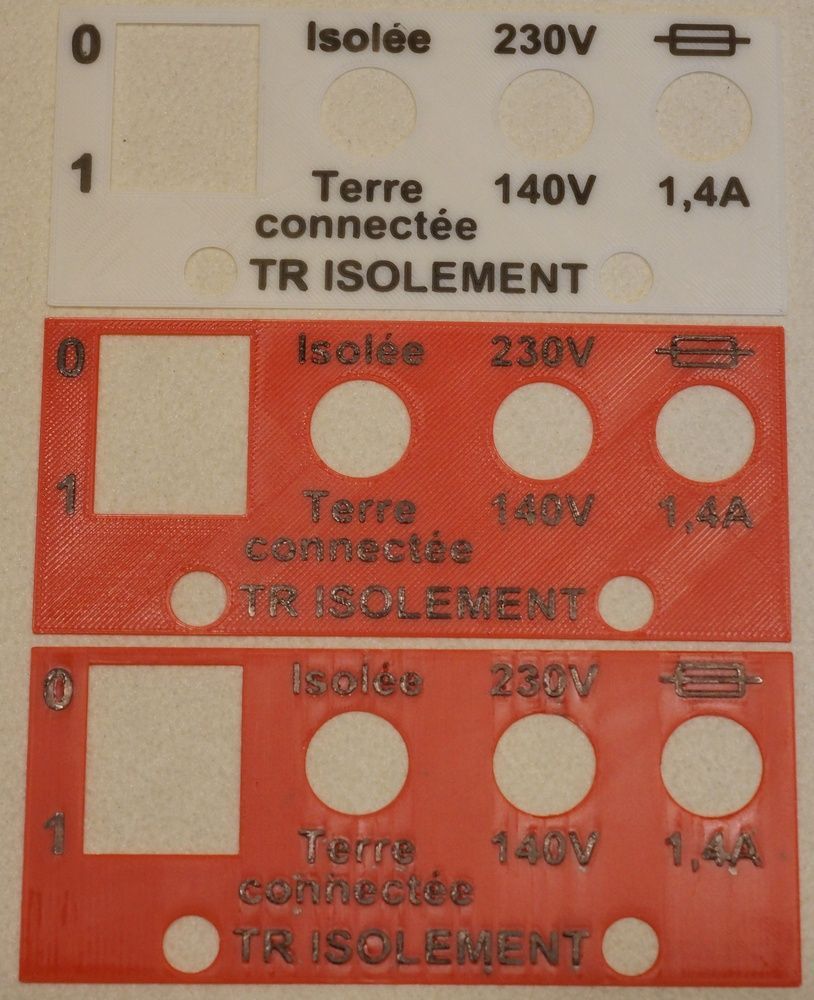 0 Isolée 230V
1 Terre 140V 1,4A
connectée
TR ISOLEMENT
0 Isolée 230V
1 Terre 140V 1,4A
connectée
TR ISOLEMENT
0 Isolée 230V
1 Terre 140V 1,4A
connectée
TR ISOLEMENT